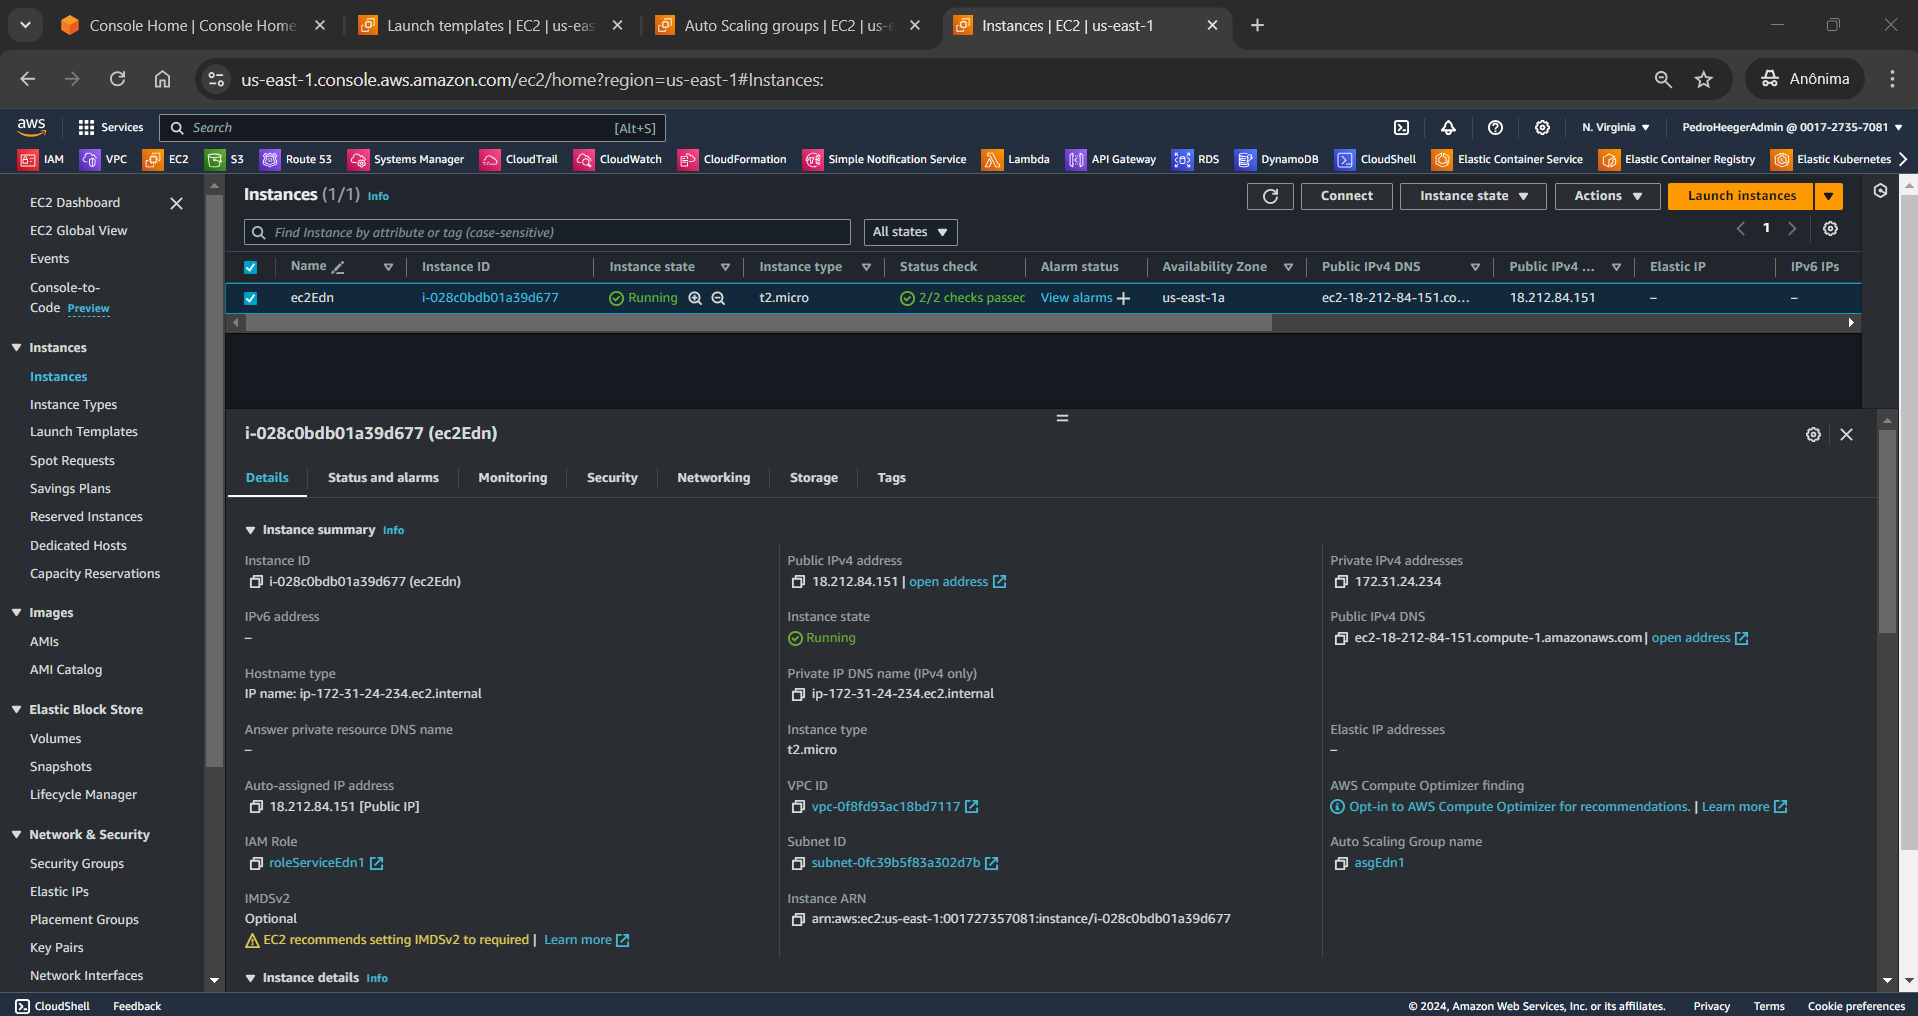 Console Home | Console Home
Launch templates | EC2 | us-eas
Auto Scaling groups | EC2 | us-e
Instances | EC2 | us-east-1
us-east-1.console.aws.amazon.com/ec2/home?region=us-east-1#Instances:
Anônima
aws
Services
Search
[Alt+S]
N. Virginia
PedroHeegerAdmin @ 0017-2735-7081
IAM
VPC
EC2
S3
Route 53
Systems Manager
CloudTrail
CloudWatch
CloudFormation
Simple Notification Service
Lambda
API Gateway
RDS
DynamoDB
CloudShell
Elastic Container Service
Elastic Container Registry
Elastic Kubernetes
EC2 Dashboard
EC2 Global View
Events
Console-to-
Code Preview
Instances
Instances
Instance Types
Launch Templates
Spot Requests
Savings Plans
Reserved Instances
Dedicated Hosts
Capacity Reservations
Images
AMIs
AMI Catalog
Elastic Block Store
Volumes
Snapshots
Lifecycle Manager
Network & Security
Security Groups
Elastic IPs
Placement Groups
Key Pairs
Network Interfaces
Instances (1/1) Info
Connect
Instance state
Actions
Launch instances
Find Instance by attribute or tag (case-sensitive)
All states
1
Name
Instance ID
Instance state
Instance type
Status check
Alarm status
Availability Zone
Public IPv4 DNS
Public IPv4 ...
Elastic IP
IPv6 IPs
ec2Edn
i-028c0bdb01a39d677
Running
t2.micro
2/2 checks passec
View alarms +
us-east-1a
ec2-18-212-84-151.co...
18.212.84.151
–
–
i-028c0bdb01a39d677 (ec2Edn)
Details
Status and alarms
Monitoring
Security
Networking
Storage
Tags
Instance summary Info
Instance ID
i-028c0bdb01a39d677 (ec2Edn)
Public IPv4 address
18.212.84.151 | open address
Private IPv4 addresses
172.31.24.234
IPv6 address
–
Instance state
Running
Public IPv4 DNS
ec2-18-212-84-151.compute-1.amazonaws.com | open address
Hostname type
IP name: ip-172-31-24-234.ec2.internal
Private IP DNS name (IPv4 only)
ip-172-31-24-234.ec2.internal
Answer private resource DNS name
–
Instance type
t2.micro
Elastic IP addresses
–
Auto-assigned IP address
18.212.84.151 [Public IP]
VPC ID
vpc-0f8fd93ac18bd7117
AWS Compute Optimizer finding
Opt-in to AWS Compute Optimizer for recommendations. | Learn more
IAM Role
roleServiceEdn1
Subnet ID
subnet-0fc39b5f83a302d7b
Auto Scaling Group name
asgEdn1
IMDSv2
Optional
EC2 recommends setting IMDSv2 to required | Learn more
Instance ARN
arn:aws:ec2:us-east-1:001727357081:instance/i-028c0bdb01a39d677
Instance details Info
CloudShell
Feedback
© 2024, Amazon Web Services, Inc. or its affiliates.
Privacy
Terms
Cookie preferences